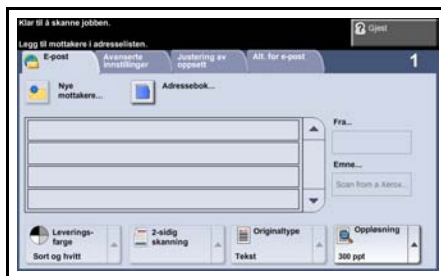 Klar til å skanne jobben.
Gjest
Legg til mottakere i adresselisten.
E-post
Avanserte innstillinger
Justering av oppsett
Alt. for e-post
1
Nye mottakere...
Adressebok...
Fra...
Emne...
Scan from a Xerox...
Leverings-
farge
Sort og hvitt
2-sidig
skanning
Originaltype
Tekst
Oppløsning
300 ppt